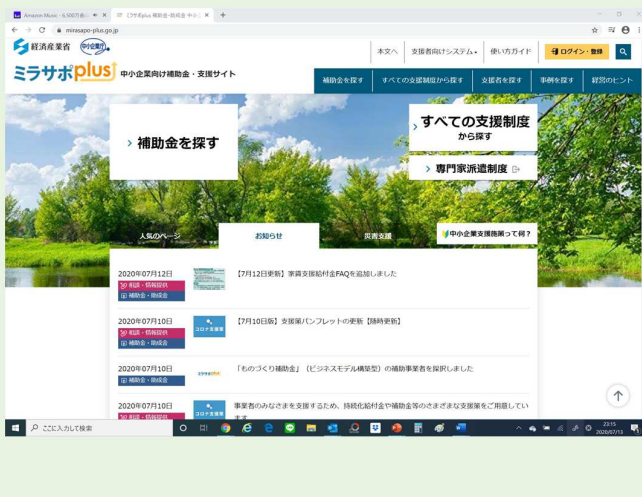 Amazon Music - 6,500万曲
ミラサポplus 補助金・助成金 中小
mirasapo-plus.go.jp
経済産業省 中小企業庁
本文へ 支援者向けシステム 使い方ガイド ログイン・登録
ミラサポplus 中小企業向け補助金・支援サイト
補助金を探す すべての支援制度から探す 支援者を探す 事例を探す 経営のヒント
補助金を探す
すべての支援制度
から探す
専門家派遣制度
人気のページ お知らせ 災害支援 中小企業支援施策って何？
2020年07月12日 【7月12日更新】家賃支援給付金FAQを追加しました
相談・情報提供
補助金・助成金
2020年07月10日 【7月10日版】支援策パンフレットの更新【随時更新】
相談・情報提供
コロナ支援策
補助金・助成金
2020年07月10日 「ものづくり補助金」（ビジネスモデル構築型）の補助事業者を採択しました
ミラサポplus
補助金・助成金
2020年07月10日 事業者のみなさまを支援するため、持続化給付金や補助金等のさまざまな支援策をご用意してい
相談・情報提供 コロナ支援策 ます
ここに入力して検索
23:15
2020/07/13